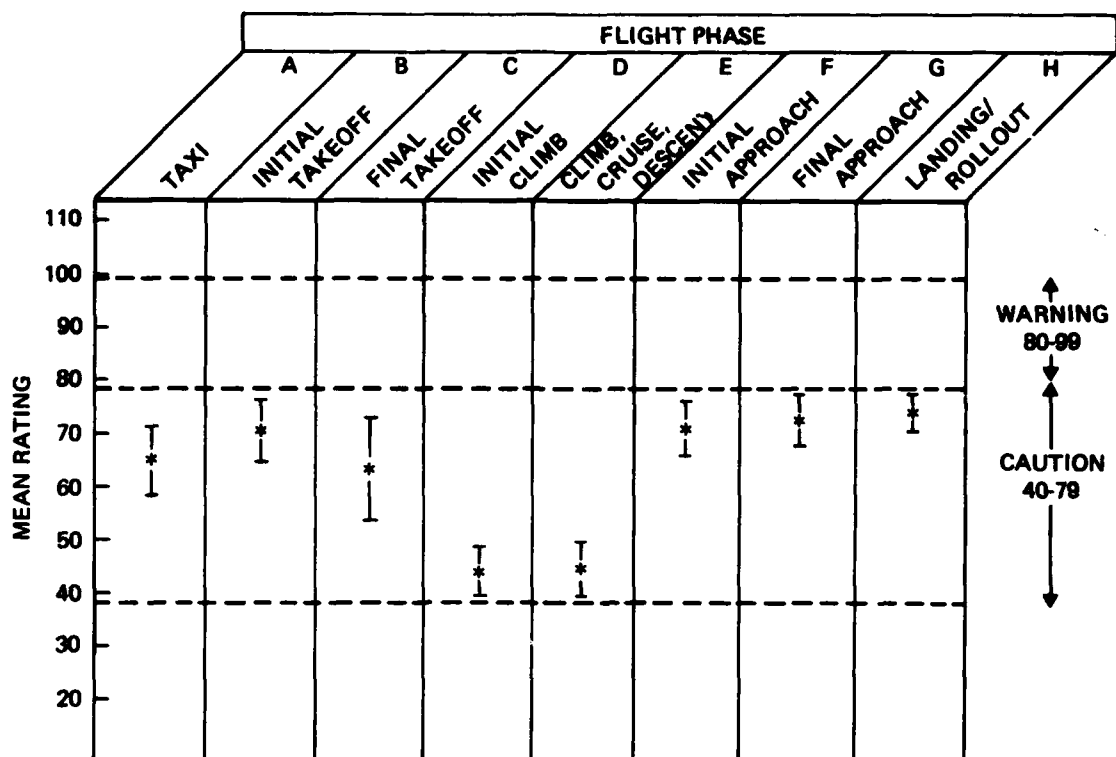 FLIGHT PHASE
A B C D E F G H
TAXI
INITIAL
TAKEOFF
FINAL
TAKEOFF
INITIAL
CLIMB
CLIMB,
CRUISE,
DESCENT
INITIAL
APPROACH
FINAL
APPROACH
LANDING/
ROLLOUT
MEAN RATING
110
100
90
80
70
60
50
40
30
20
WARNING
80-99
CAUTION
40-79